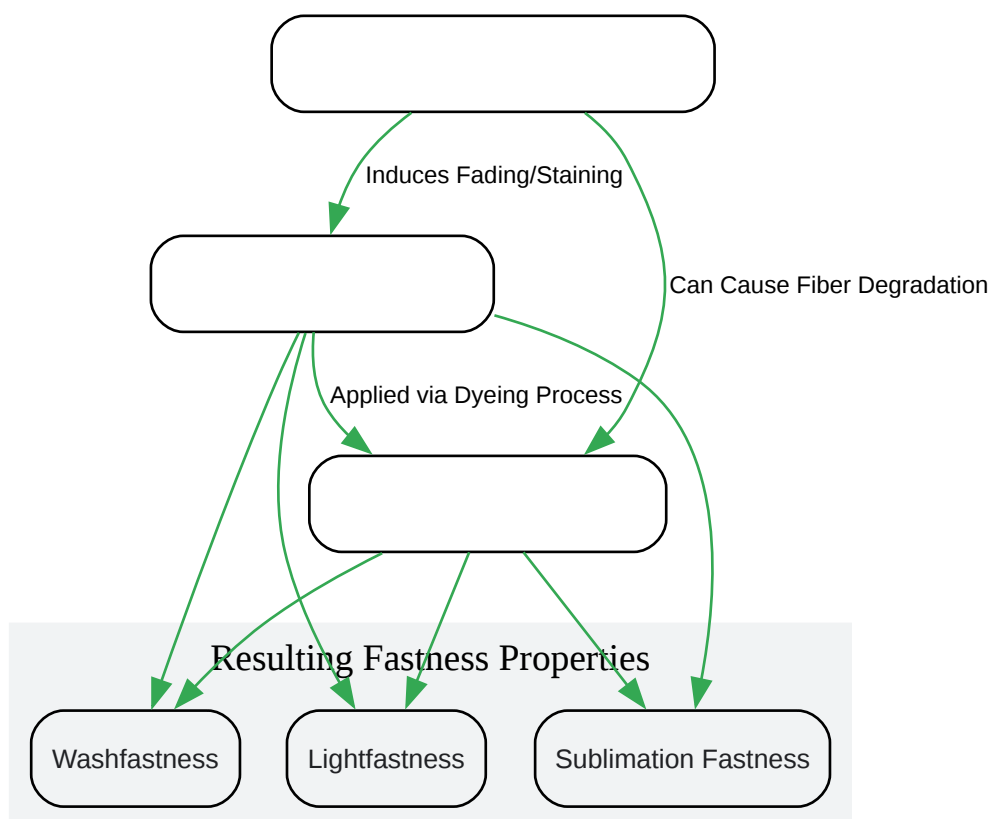 Induces Fading/Staining
Can Cause Fiber Degradation
Applied via Dyeing Process
Resulting Fastness Properties
Washfastness
Lightfastness
Sublimation Fastness